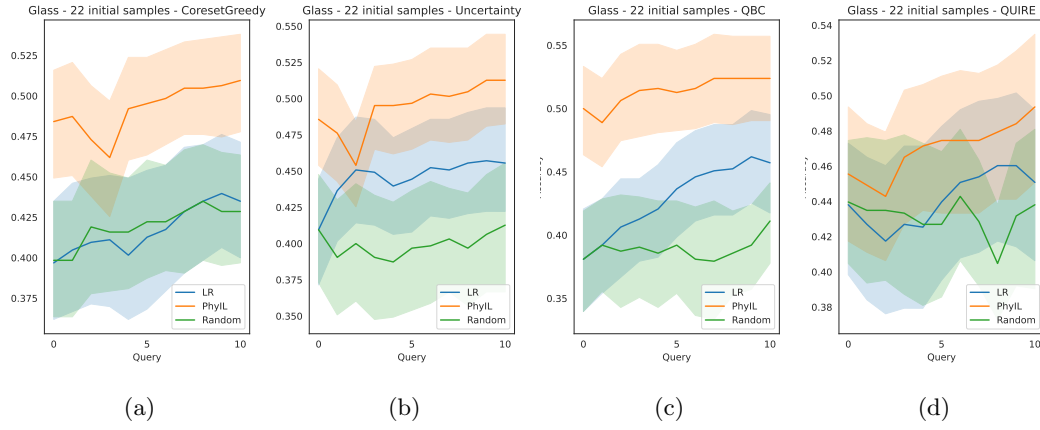 Glass - 22 initial samples - CoresetGreedy
0.525
0.500
0.475
0.450
0.425
0.400
0.375
0
5
10
Query
LR
PhyIL
Random
(a)
Glass - 22 initial samples - Uncertainty
0.550
0.525
0.500
0.475
0.450
0.425
0.400
0.375
0.350
0
5
10
Query
LR
PhyIL
Random
(b)
Glass - 22 initial samples - QBC
0.55
0.50
0.45
0.40
0.35
0
5
10
Query
LR
PhyIL
Random
(c)
Glass - 22 initial samples - QUIRE
0.54
0.52
0.50
0.48
0.46
0.44
0.42
0.40
0.38
0
5
10
Query
LR
PhyIL
Random
(d)